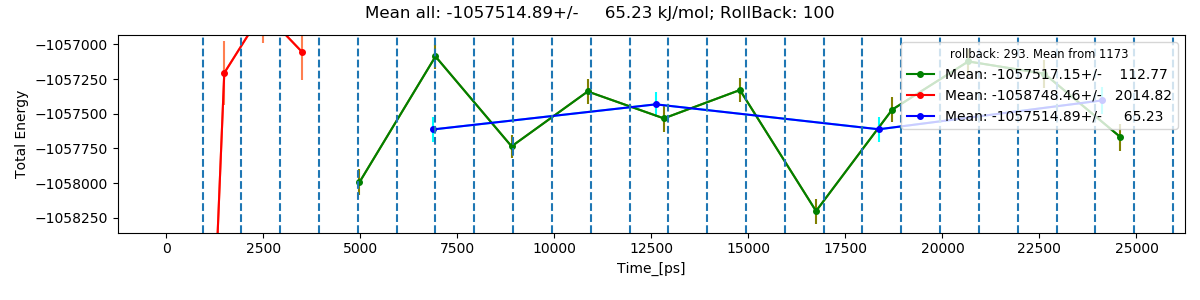 Mean all: -1057514.89+/-     65.23 kJ/mol; RollBack: 100
Total Energy
−1057000
−1057250
−1057500
−1057750
−1058000
−1058250
rollback: 293. Mean from 1173
Mean: -1057517.15+/-    112.77
Mean: -1058748.46+/-   2014.82
Mean: -1057514.89+/-     65.23
0 2500 5000 7500 10000 12500 15000 17500 20000 22500 25000
Time_[ps]